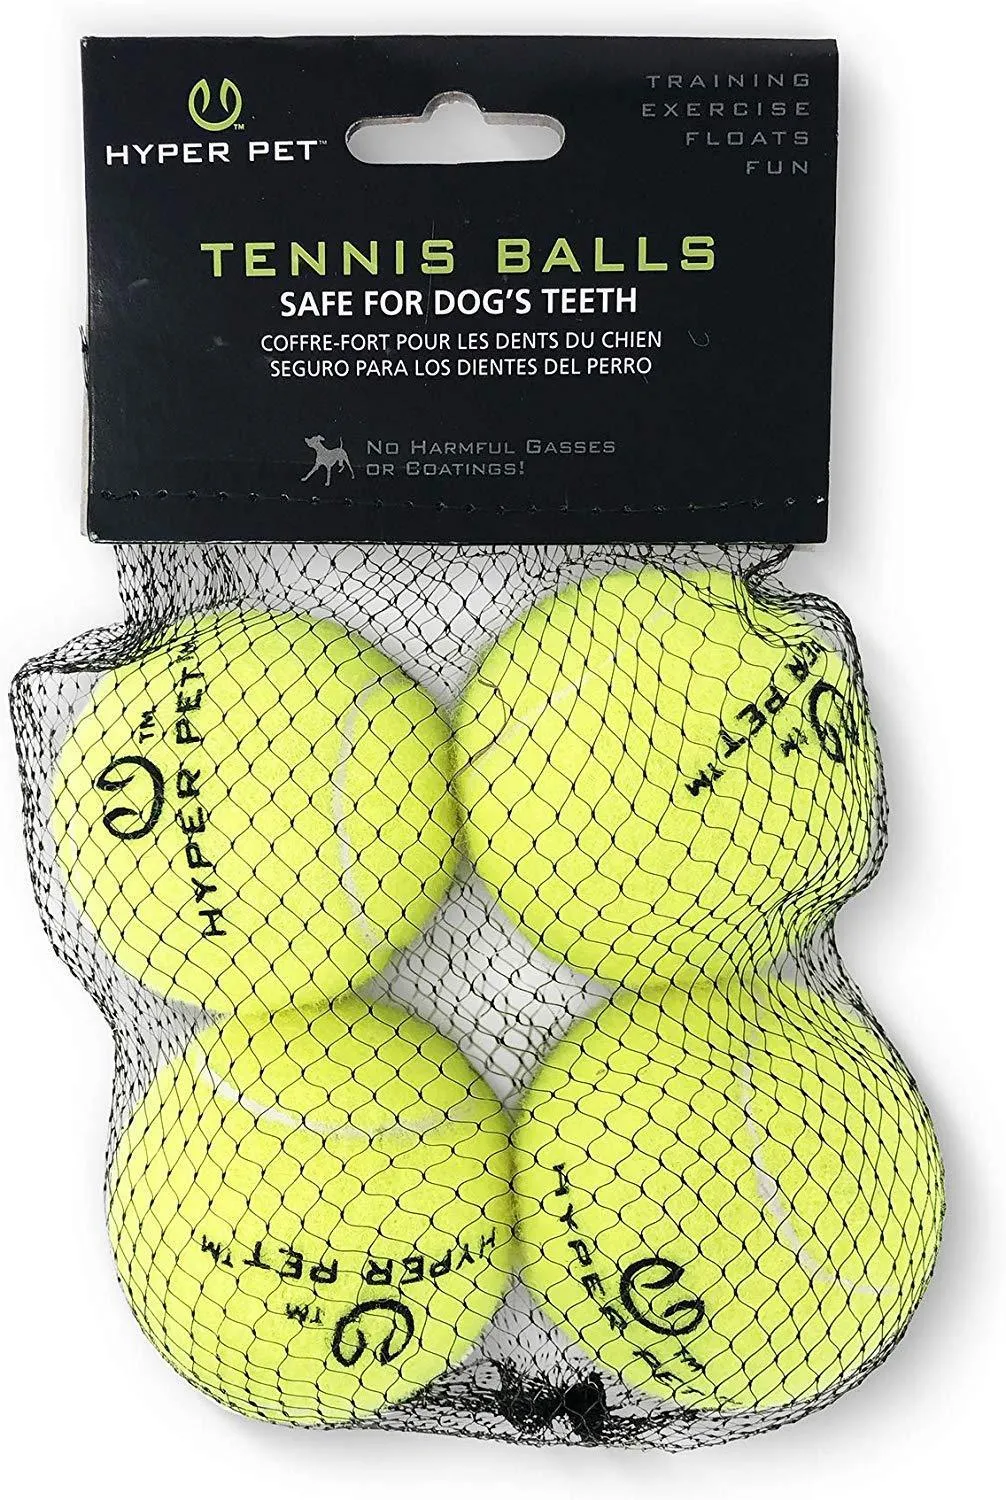 HYPER PET™
TRAINING
EXERCISE
FLOATS
FUN
TENNIS BALLS
SAFE FOR DOG'S TEETH
COFFRE-FORT POUR LES DENTS DU CHIEN
SEGURO PARA LOS DIENTES DEL PERRO
NO HARMFUL GASSES
OR COATINGS!
™
HYPER PET™
PET™
HYPER PET™
™
HYPER PET™